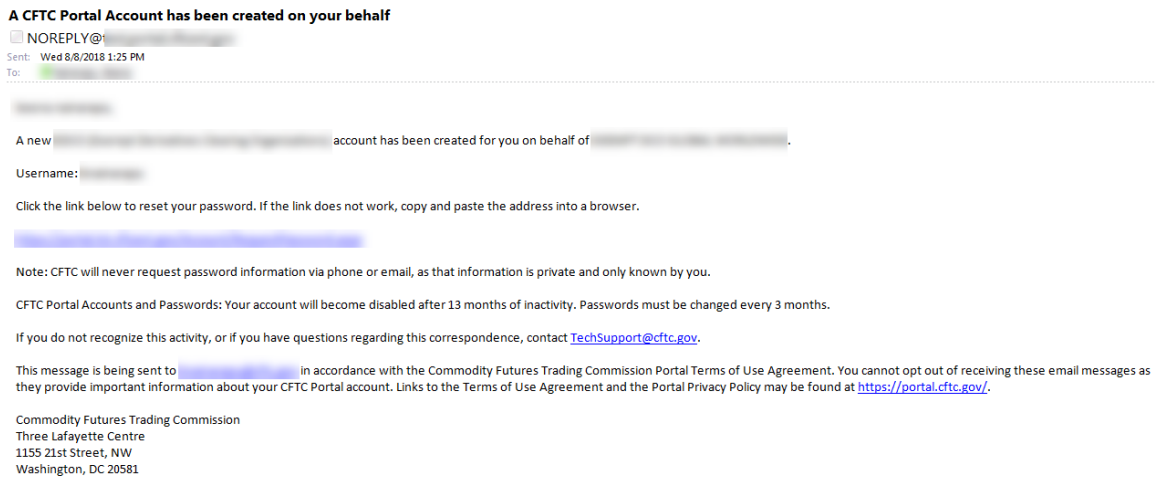 A CFTC Portal Account has been created on your behalf
NOREPLY@
Sent: Wed 8/8/2018 1:25 PM
To:
A new account has been created for you on behalf of .
Username:
Click the link below to reset your password. If the link does not work, copy and paste the address into a browser.
Note: CFTC will never request password information via phone or email, as that information is private and only known by you.
CFTC Portal Accounts and Passwords: Your account will become disabled after 13 months of inactivity. Passwords must be changed every 3 months.
If you do not recognize this activity, or if you have questions regarding this correspondence, contact TechSupport@cftc.gov.
This message is being sent to in accordance with the Commodity Futures Trading Commission Portal Terms of Use Agreement. You cannot opt out of receiving these email messages as
they provide important information about your CFTC Portal account. Links to the Terms of Use Agreement and the Portal Privacy Policy may be found at https://portal.cftc.gov/.
Commodity Futures Trading Commission
Three Lafayette Centre
1155 21st Street, NW
Washington, DC 20581